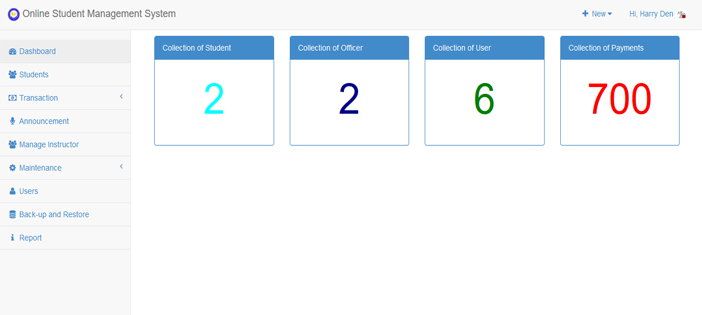 Online Student Management System
New
Hi, Harry Den
Dashboard
Students
Transaction
Announcement
Manage Instructor
Maintenance
Users
Back-up and Restore
Report
Collection of Student
2
Collection of Officer
2
Collection of User
6
Collection of Payments
700